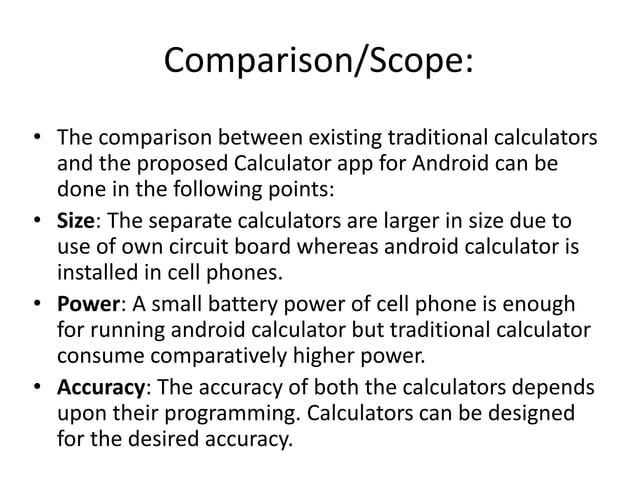 Comparison/Scope:
• The comparison between existing traditional calculators
and the proposed Calculator app for Android can be
done in the following points:
• Size: The separate calculators are larger in size due to
use of own circuit board whereas android calculator is
installed in cell phones.
• Power: A small battery power of cell phone is enough
for running android calculator but traditional calculator
consume comparatively higher power.
• Accuracy: The accuracy of both the calculators depends
upon their programming. Calculators can be designed
for the desired accuracy.